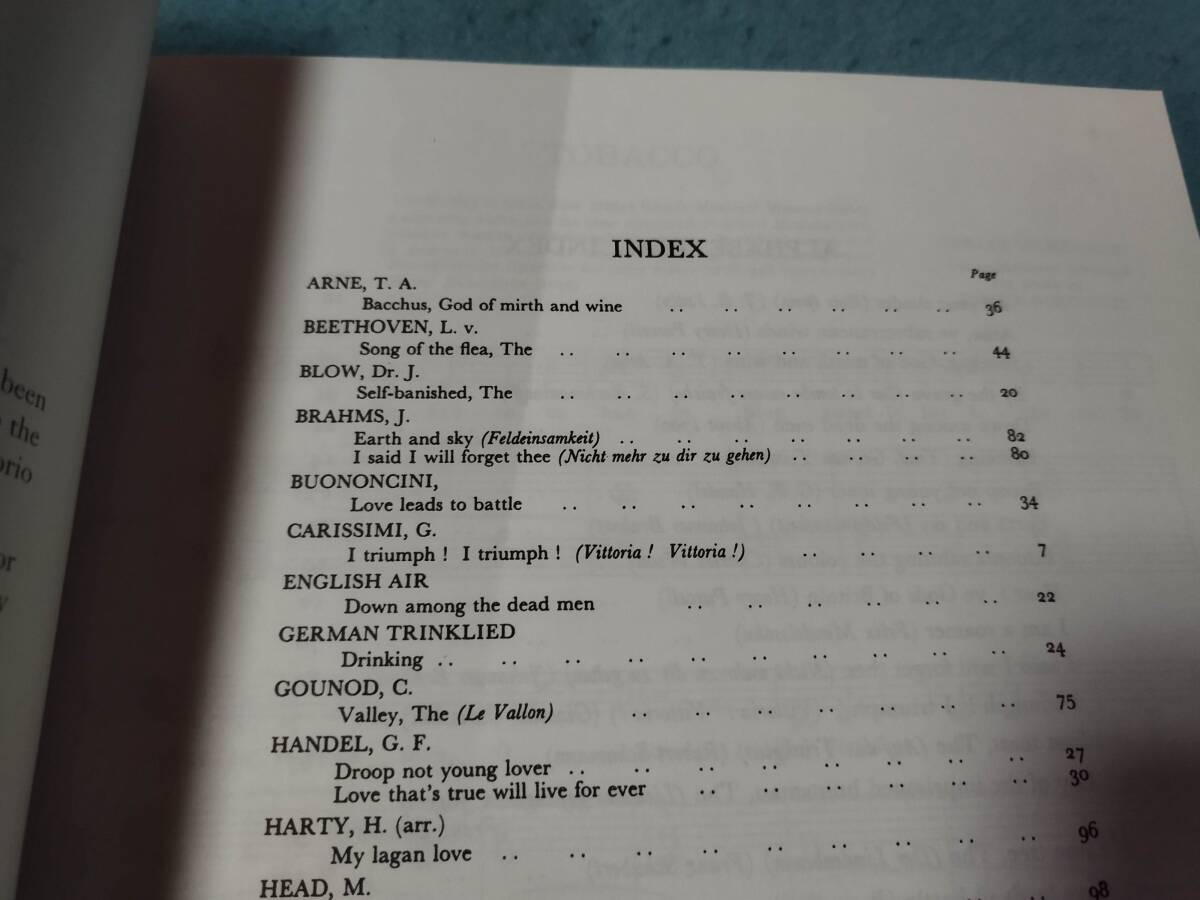 been
the
orio
or
INDEX
Page
ARNE, T. A.
Bacchus, God of mirth and wine .. .. .. .. .. .. 36
BEETHOVEN, L. v.
Song of the flea, The .. .. .. .. .. .. .. .. 44
BLOW, Dr. J.
Self-banished, The .. .. .. .. .. .. .. .. 20
BRAHMS, J.
Earth and sky (Feldeinsamkeit) .. .. .. .. .. .. .. 82
I said I will forget thee (Nicht mehr zu dir zu gehen) .. .. .. .. 80
BUONONCINI,
Love leads to battle .. .. .. .. .. .. .. .. 34
CARISSIMI, G.
I triumph ! I triumph ! (Vittoria ! Vittoria !) .. .. .. .. 7
ENGLISH AIR
Down among the dead men .. .. .. .. .. .. 22
GERMAN TRINKLIED
Drinking .. .. .. .. .. .. .. .. .. .. 24
GOUNOD, C.
Valley, The (Le Vallon) .. .. .. .. .. .. .. 75
HANDEL, G. F.
Droop not young lover .. .. .. .. .. .. .. .. 27
Love that's true will live for ever .. .. .. .. .. .. 30
HARTY, H. (arr.)
My lagan love .. .. .. .. .. .. .. .. .. 96
HEAD, M.
98